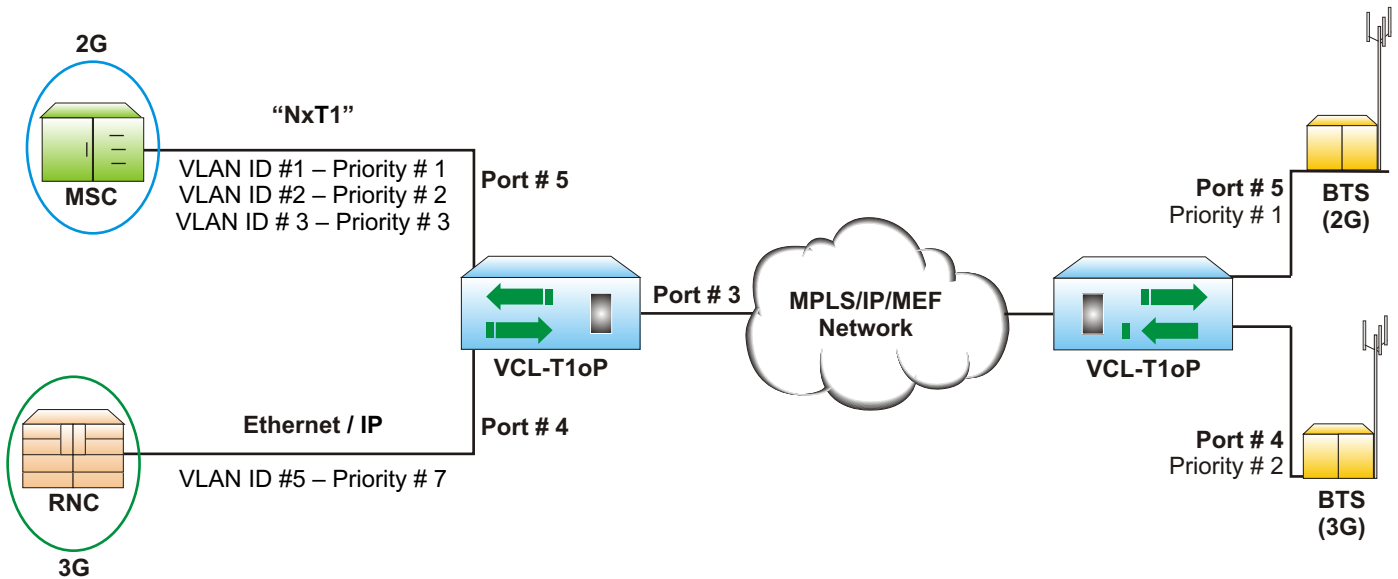 2G
MSC
“NxT1”
VLAN ID #1 – Priority # 1
VLAN ID #2 – Priority # 2
VLAN ID # 3 – Priority # 3
Port # 5
VCL-T1oP
Port # 3
MPLS/IP/MEF
Network
VCL-T1oP
Port # 5
Priority # 1
BTS
(2G)
RNC
3G
Ethernet / IP
VLAN ID #5 – Priority # 7
Port # 4
Port # 4
Priority # 2
BTS
(3G)